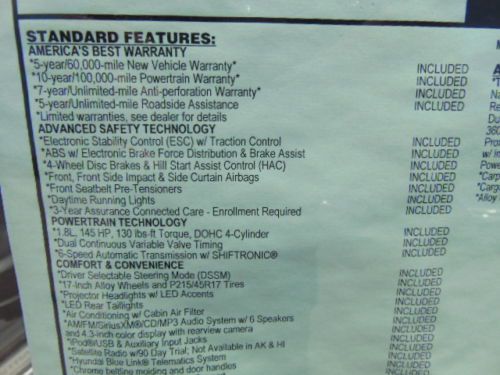 STANDARD FEATURES:
AMERICA'S BEST WARRANTY
*5-year/60,000-mile New Vehicle Warranty* INCLUDED
*10-year/100,000-mile Powertrain Warranty* INCLUDED
*7-year/Unlimited-mile Anti-perforation Warranty* INCLUDED
*5-year/Unlimited-mile Roadside Assistance INCLUDED
*Limited warranties, see dealer for details
ADVANCED SAFETY TECHNOLOGY
*Electronic Stability Control (ESC) w/ Traction Control INCLUDED
*ABS w/ Electronic Brake Force Distribution & Brake Assist INCLUDED
*4-Wheel Disc Brakes & Hill Start Assist Control (HAC) INCLUDED
*Front, Front Side Impact & Side Curtain Airbags INCLUDED
*Front Seatbelt Pre-Tensioners INCLUDED
*Daytime Running Lights INCLUDED
*3-Year Assurance Connected Care - Enrollment Required INCLUDED
POWERTRAIN TECHNOLOGY
*1.8L, 145 HP, 130 lbs-ft Torque, DOHC 4-Cylinder INCLUDED
*Dual Continuous Variable Valve Timing INCLUDED
*6-Speed Automatic Transmission w/ SHIFTRONIC® INCLUDED
COMFORT & CONVENIENCE
*Driver Selectable Steering Mode (DSSM) INCLUDED
*17-Inch Alloy Wheels and P215/45R17 Tires INCLUDED
*Projector Headlights w/ LED Accents INCLUDED
*LED Rear Taillights INCLUDED
*Air Conditioning w/ Cabin Air Filter INCLUDED
*AM/FM/SiriusXM®/CD/MP3 Audio System w/ 6 Speakers INCLUDED
and 4.3-inch color display with rearview camera
*iPod®/USB & Auxiliary Input Jacks INCLUDED
*Satellite Radio w/90 Day Trial; Not Available in AK & HI INCLUDED
*Hyundai Blue Link® Telematics System INCLUDED
*Chrome beltline molding and door handles INCLUDED